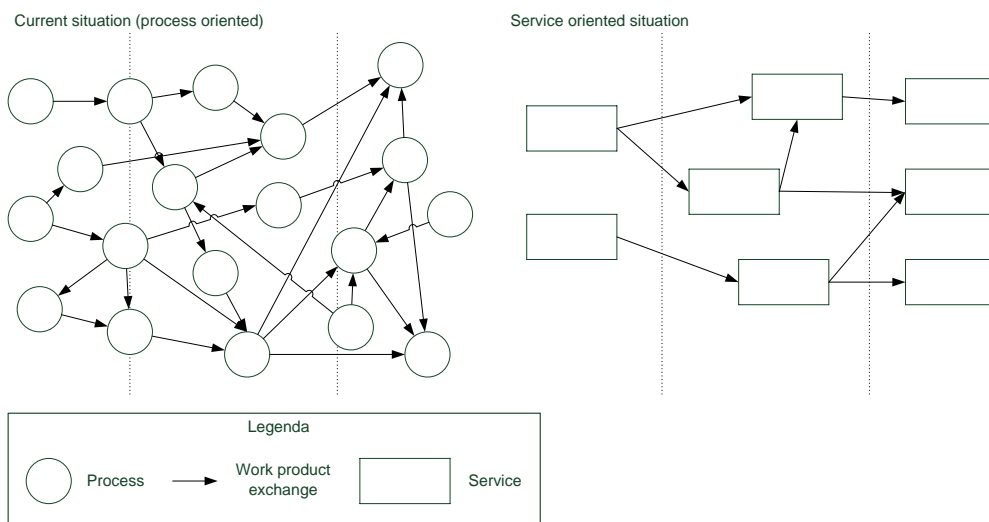 Current situation (process oriented)
Service oriented situation
Legenda
Process
Work product
exchange
Service